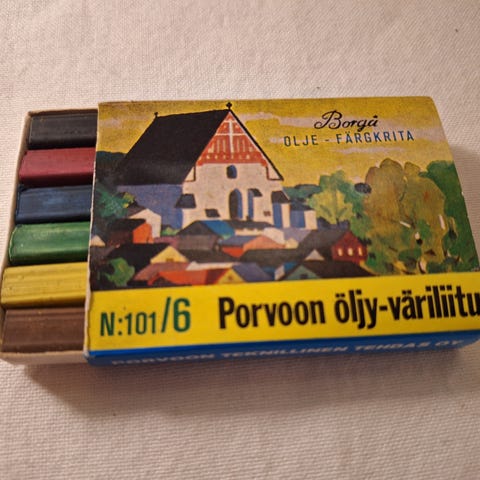 Borgå
OLJE - FÄRGKRITA
N:101/6 Porvoon öljy-väriliitu
PORVOON TEKNILLINEN TEHDAS OY